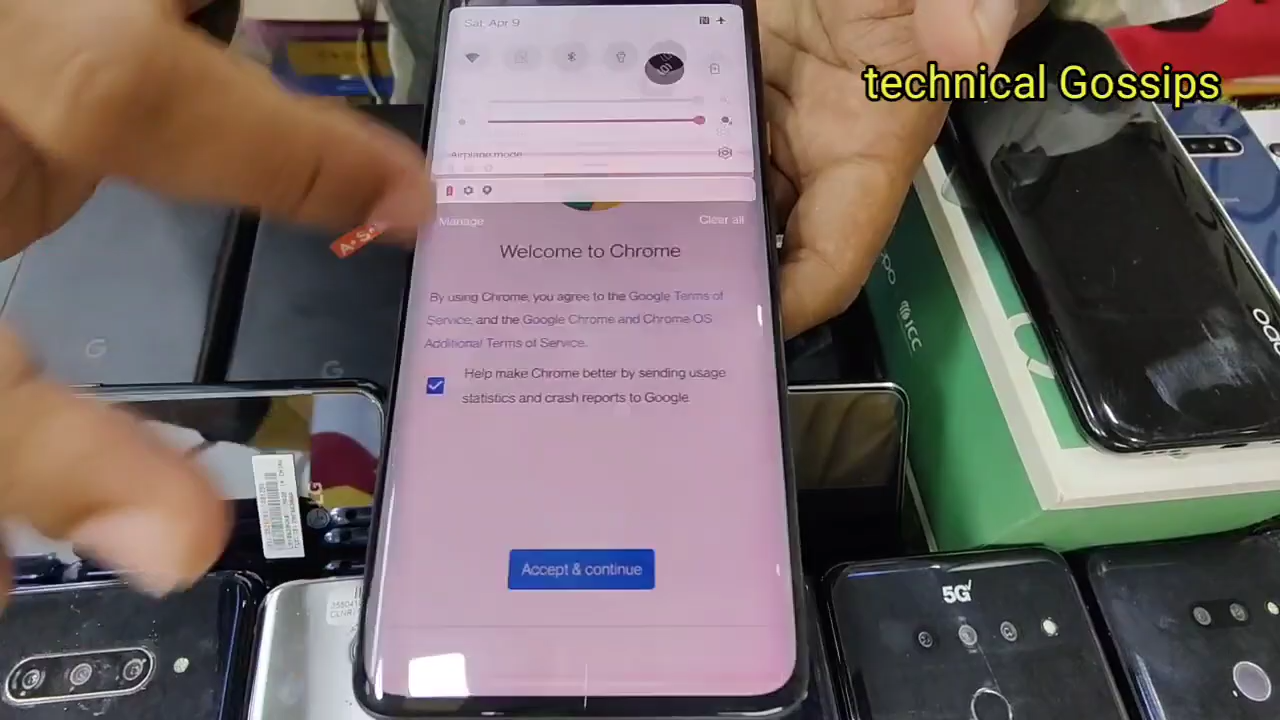 technical Gossips
Sat, Apr 9
Airplane mode
Manage
Clear all
Welcome to Chrome
By using Chrome, you agree to the Google Terms of
Service, and the Google Chrome and Chrome OS
Additional Terms of Service.
Help make Chrome better by sending usage
statistics and crash reports to Google
Accept & continue
5G